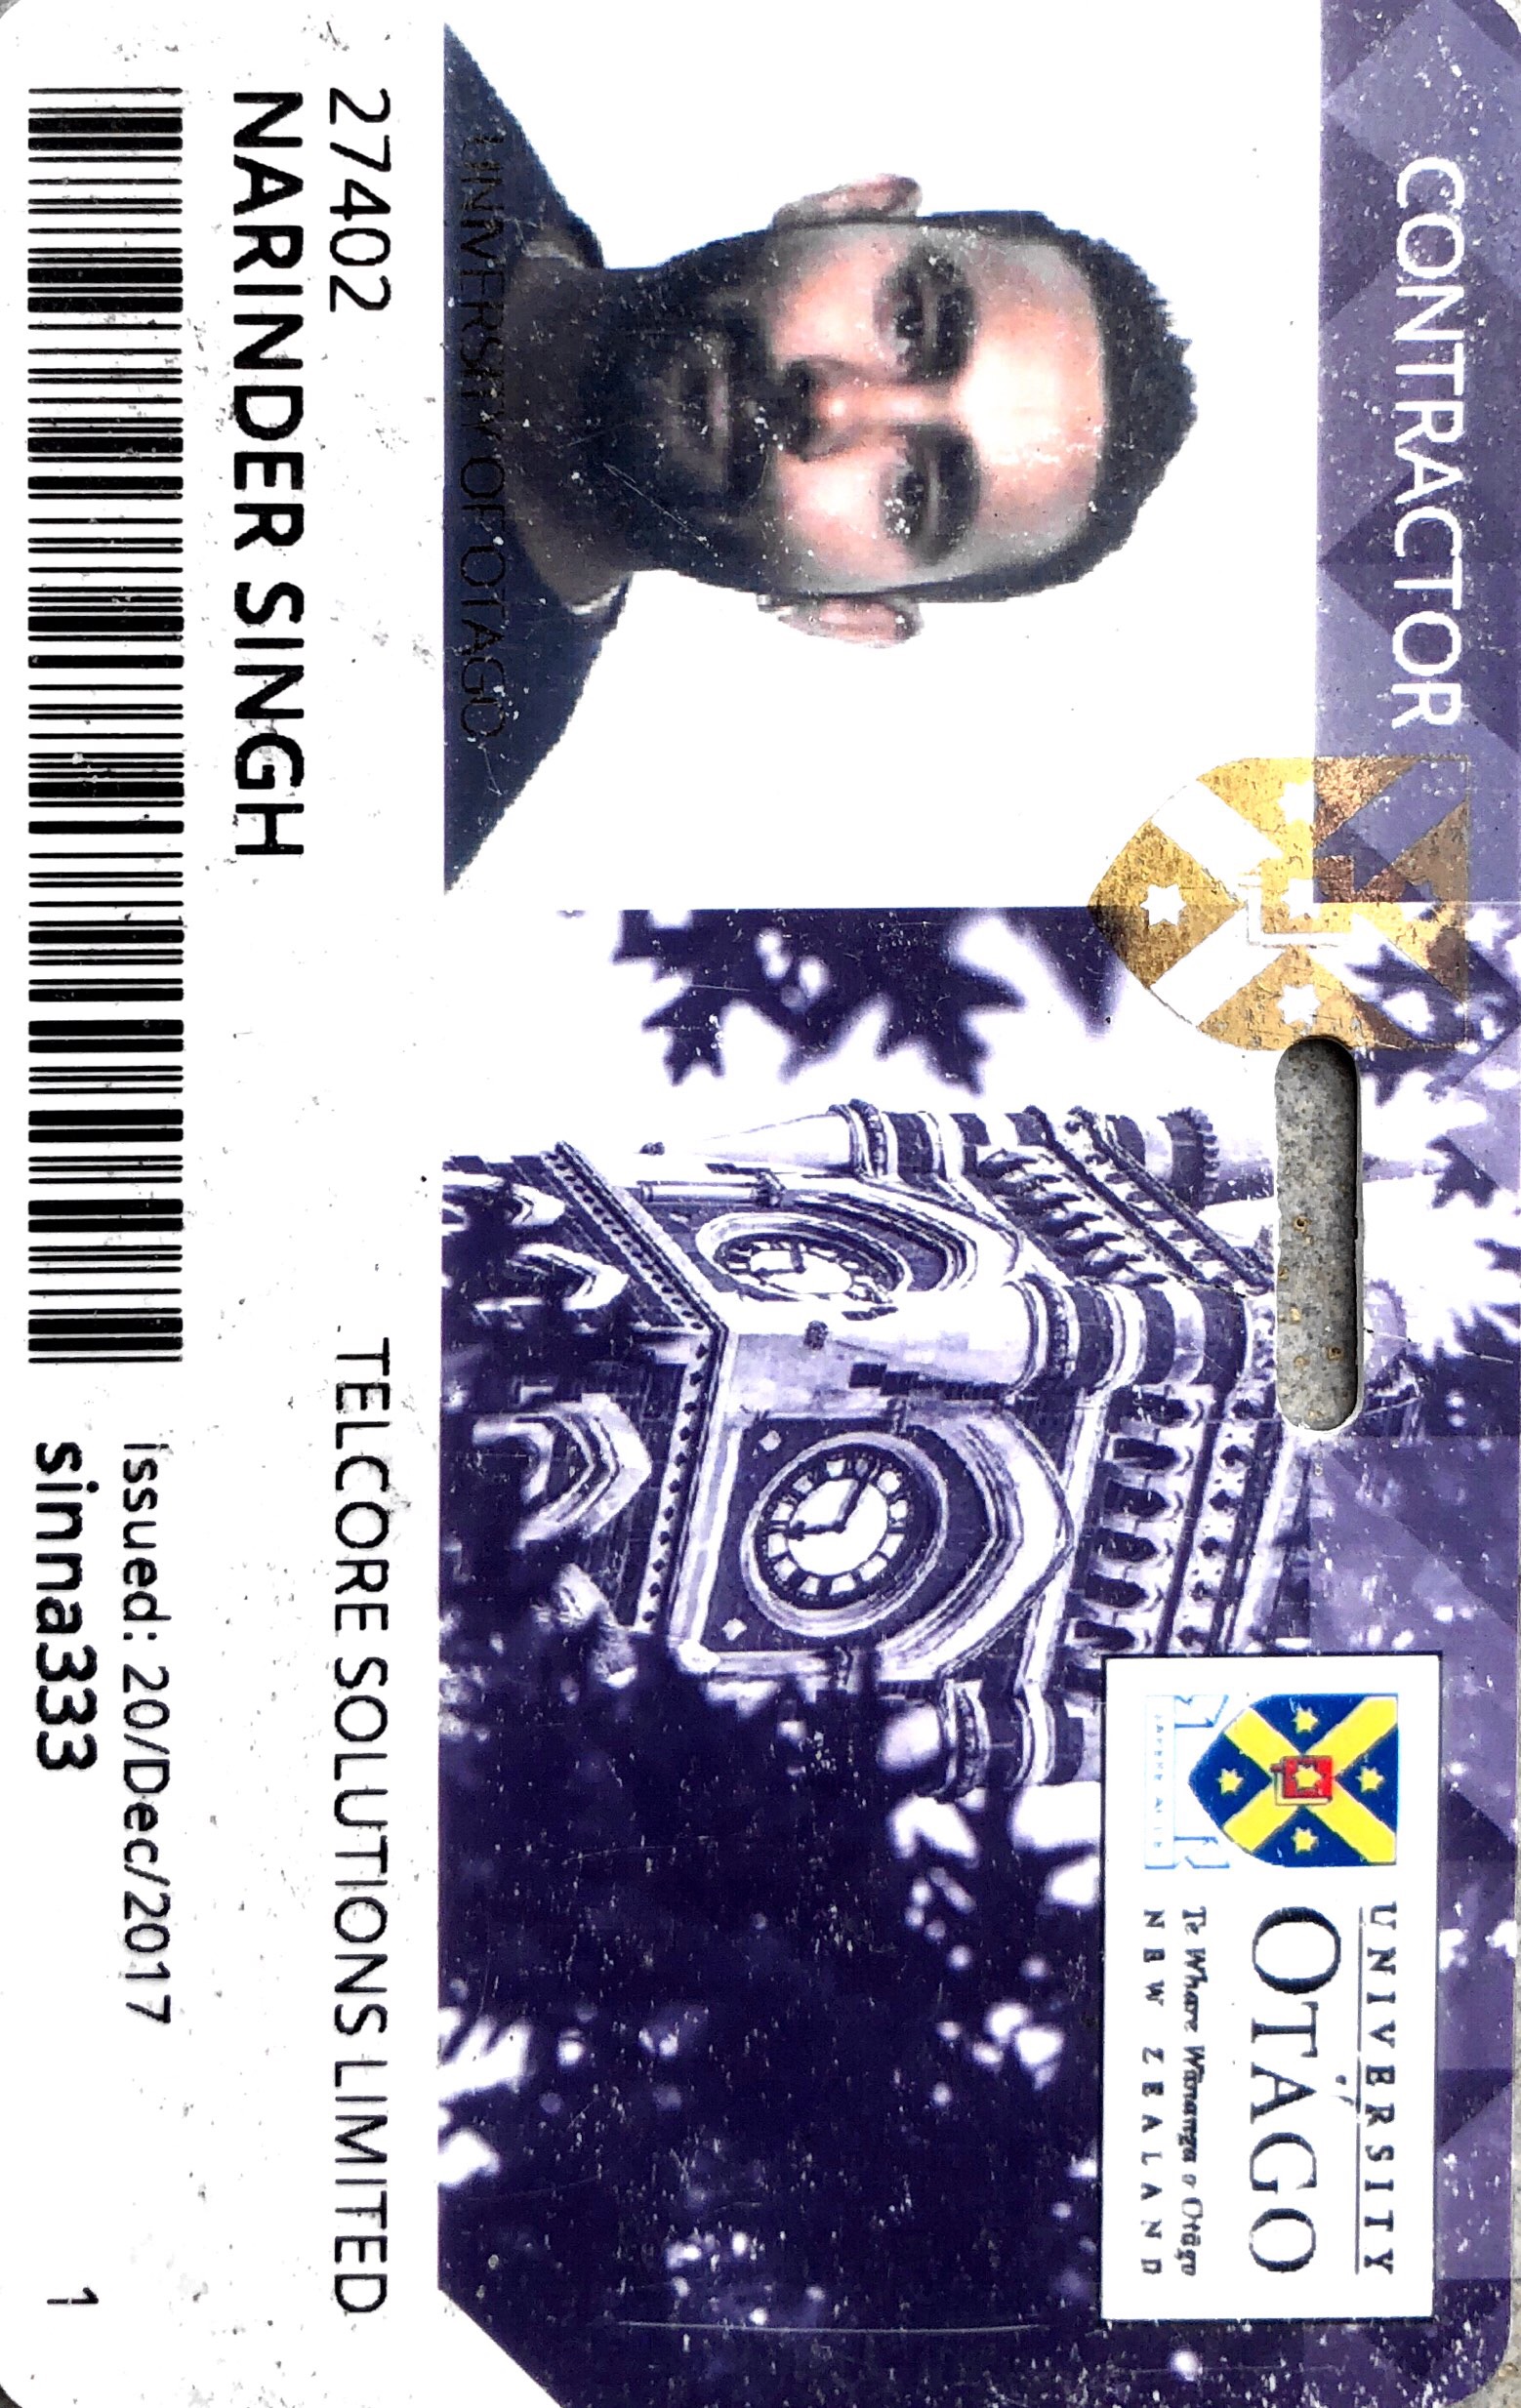 CONTRACTOR
UNIVERSITY
OTAGO
Te Whare Wānanga o Otāgo
NEW ZEALAND
UNIVERSITY OF OTAGO
27402
TELCORE SOLUTIONS LIMITED
NARINDER SINGH
Issued: 20/Dec/2017
sinna333
1